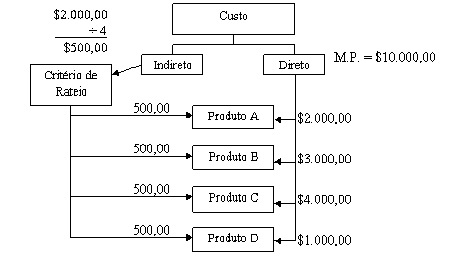 $2.000,00
÷ 4
$500,00
Custo
Indireto
Direto
M.P. = $10.000,00
Critério de
Rateio
500,00
Produto A
$2.000,00
500,00
Produto B
$3.000,00
500,00
Produto C
$4.000,00
500,00
Produto D
$1.000,00